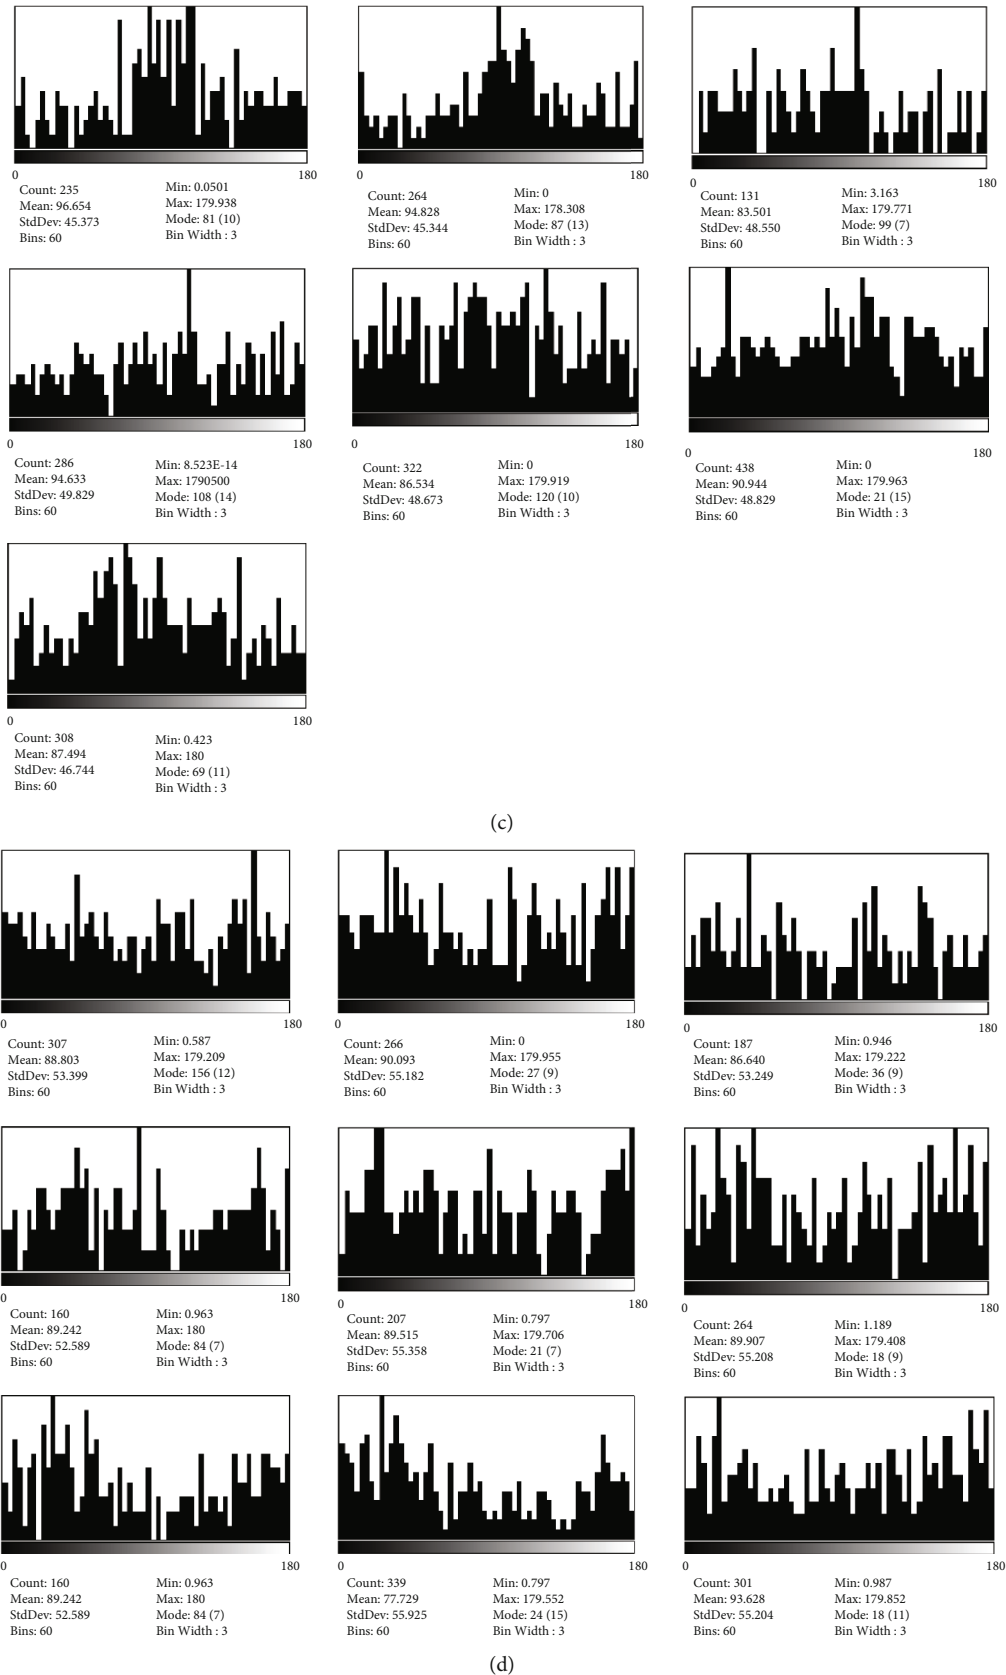 0 180
Count: 235 Min: 0.0501
Mean: 96.654 Max: 179.938
StdDev: 45.373 Mode: 81 (10)
Bins: 60 Bin Width : 3
0 180
Count: 264 Min: 0
Mean: 94.828 Max: 178.308
StdDev: 45.344 Mode: 87 (13)
Bins: 60 Bin Width : 3
0 180
Count: 131 Min: 3.163
Mean: 83.501 Max: 179.771
StdDev: 48.550 Mode: 99 (7)
Bins: 60 Bin Width : 3
0 180
Count: 286 Min: 8.523E-14
Mean: 94.633 Max: 1790500
StdDev: 49.829 Mode: 108 (14)
Bins: 60 Bin Width : 3
0 180
Count: 322 Min: 0
Mean: 86.534 Max: 179.919
StdDev: 48.673 Mode: 120 (10)
Bins: 60 Bin Width : 3
0 180
Count: 438 Min: 0
Mean: 90.944 Max: 179.963
StdDev: 48.829 Mode: 21 (15)
Bins: 60 Bin Width : 3
0 180
Count: 308 Min: 0.423
Mean: 87.494 Max: 180
StdDev: 46.744 Mode: 69 (11)
Bins: 60 Bin Width : 3
(c)
0 180
Count: 307 Min: 0.587
Mean: 88.803 Max: 179.209
StdDev: 53.399 Mode: 156 (12)
Bins: 60 Bin Width : 3
0 180
Count: 266 Min: 0
Mean: 90.093 Max: 179.955
StdDev: 55.182 Mode: 27 (9)
Bins: 60 Bin Width : 3
0 180
Count: 187 Min: 0.946
Mean: 86.640 Max: 179.222
StdDev: 53.249 Mode: 36 (9)
Bins: 60 Bin Width : 3
0 180
Count: 160 Min: 0.963
Mean: 89.242 Max: 180
StdDev: 52.589 Mode: 84 (7)
Bins: 60 Bin Width : 3
0 180
Count: 207 Min: 0.797
Mean: 89.515 Max: 179.706
StdDev: 55.358 Mode: 21 (7)
Bins: 60 Bin Width : 3
0 180
Count: 264 Min: 1.189
Mean: 89.907 Max: 179.408
StdDev: 55.208 Mode: 18 (9)
Bins: 60 Bin Width : 3
0 180
Count: 160 Min: 0.963
Mean: 89.242 Max: 180
StdDev: 52.589 Mode: 84 (7)
Bins: 60 Bin Width : 3
0 180
Count: 339 Min: 0.797
Mean: 77.729 Max: 179.552
StdDev: 55.925 Mode: 24 (15)
Bins: 60 Bin Width : 3
0 180
Count: 301 Min: 0.987
Mean: 93.628 Max: 179.852
StdDev: 55.204 Mode: 18 (11)
Bins: 60 Bin Width : 3
(d)